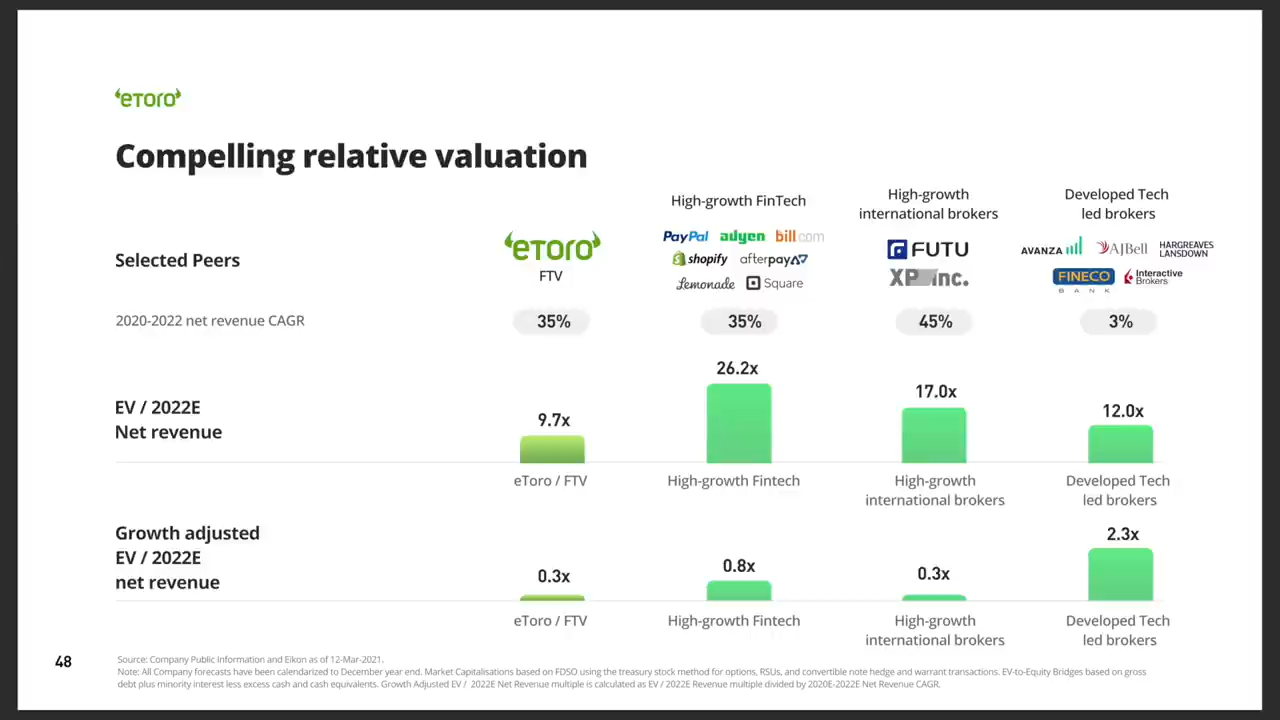 eToro
Compelling relative valuation
Selected Peers
eToro
FTV
High-growth FinTech
PayPal adyen bill.com
shopify afterpay
Lemonade Square
High-growth
international brokers
FUTU
XP inc.
Developed Tech
led brokers
AVANZA AJBell HARGREAVES
LANSDOWN
FINECO
BANK
Interactive
Brokers
2020-2022 net revenue CAGR
35% 35% 45% 3%
EV / 2022E
Net revenue
9.7x 26.2x 17.0x 12.0x
eToro / FTV
High-growth Fintech
High-growth
international brokers
Developed Tech
led brokers
Growth adjusted
EV / 2022E
net revenue
0.3x 0.8x 0.3x 2.3x
eToro / FTV
High-growth Fintech
High-growth
international brokers
Developed Tech
led brokers
48
Source: Company Public Information and Eikon as of 12-Mar-2021.
Note: All Company forecasts have been calendarized to December year end. Market Capitalisations based on FDSO using the treasury stock method for options, RSUs, and convertible note hedge and warrant transactions. EV-to-Equity Bridges based on gross
debt plus minority interest less excess cash and cash equivalents. Growth Adjusted EV / 2022E Net Revenue multiple is calculated as EV / 2022E Revenue multiple divided by 2020E-2022E Net Revenue CAGR.